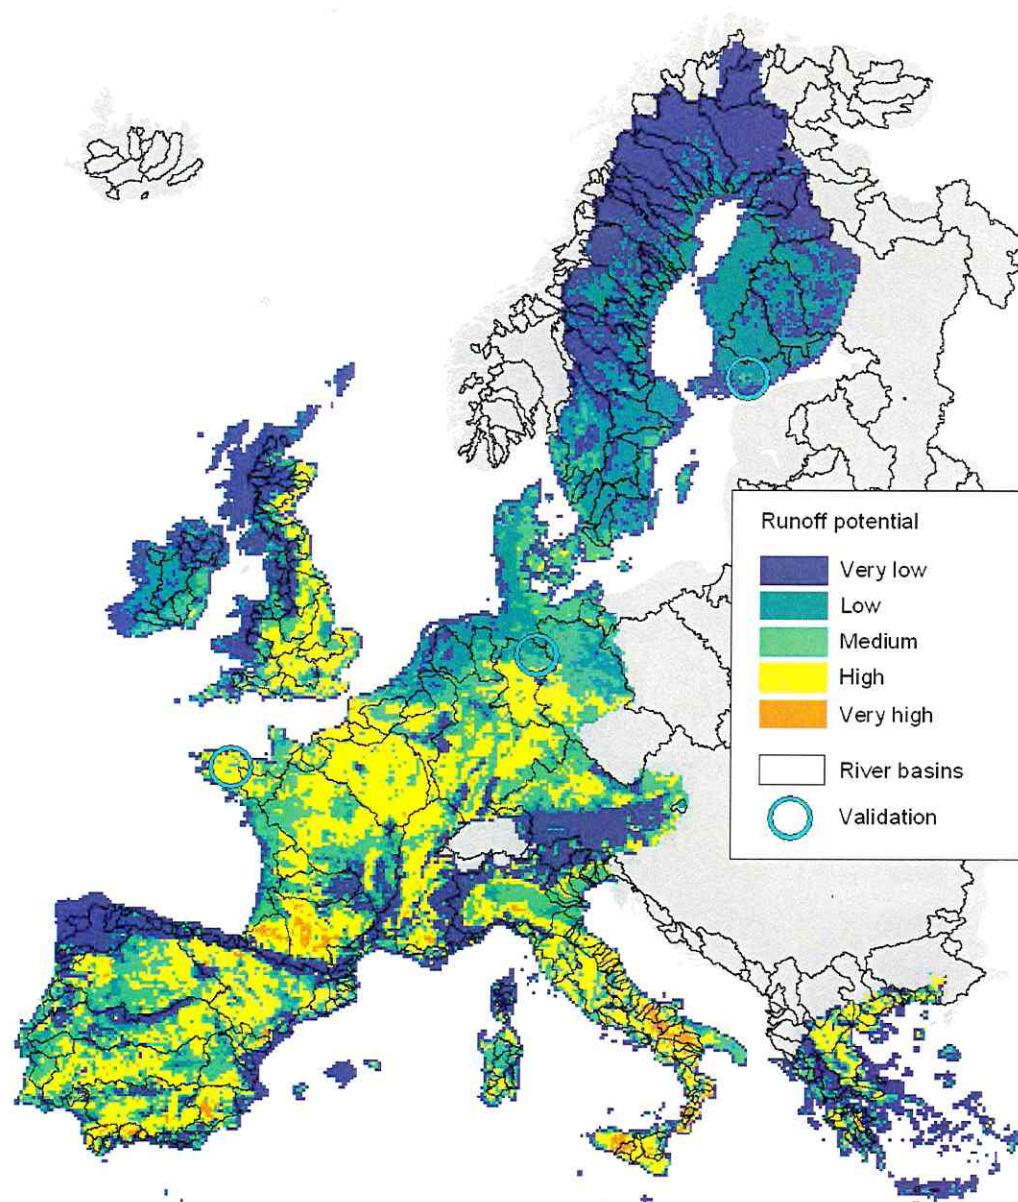 Runoff potential
Very low
Low
Medium
High
Very high
River basins
Validation